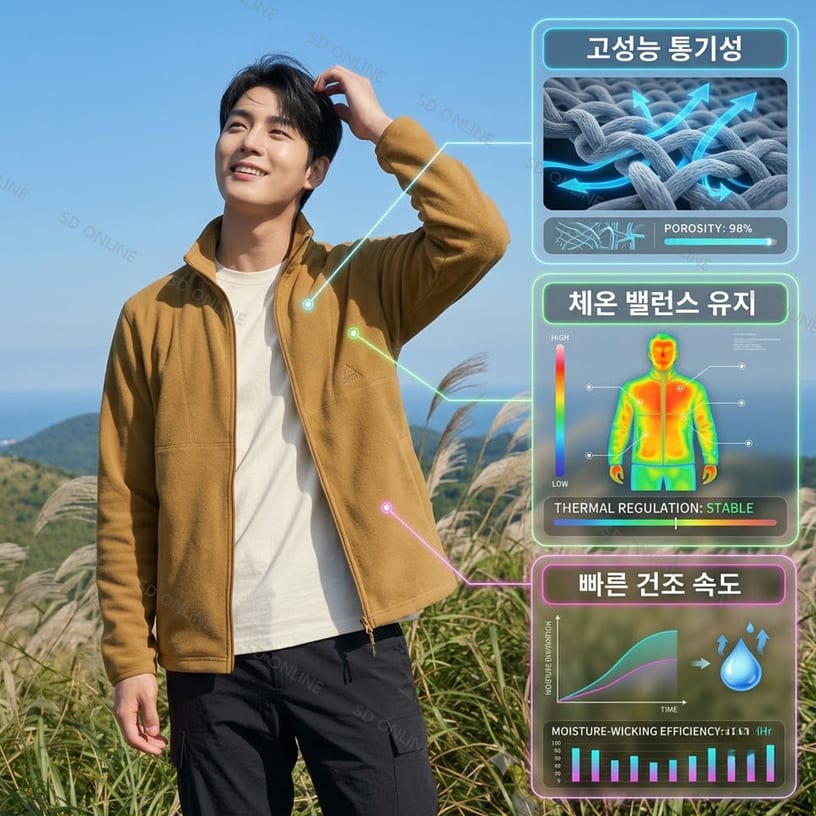 SD ONLINE
고성능 통기성
POROSITY: 98%
체온 밸런스 유지
HIGH
LOW
THERMAL REGULATION: STABLE
빠른 건조 속도
TIME
MOISTURE-WICKING EFFICIENCY:
100